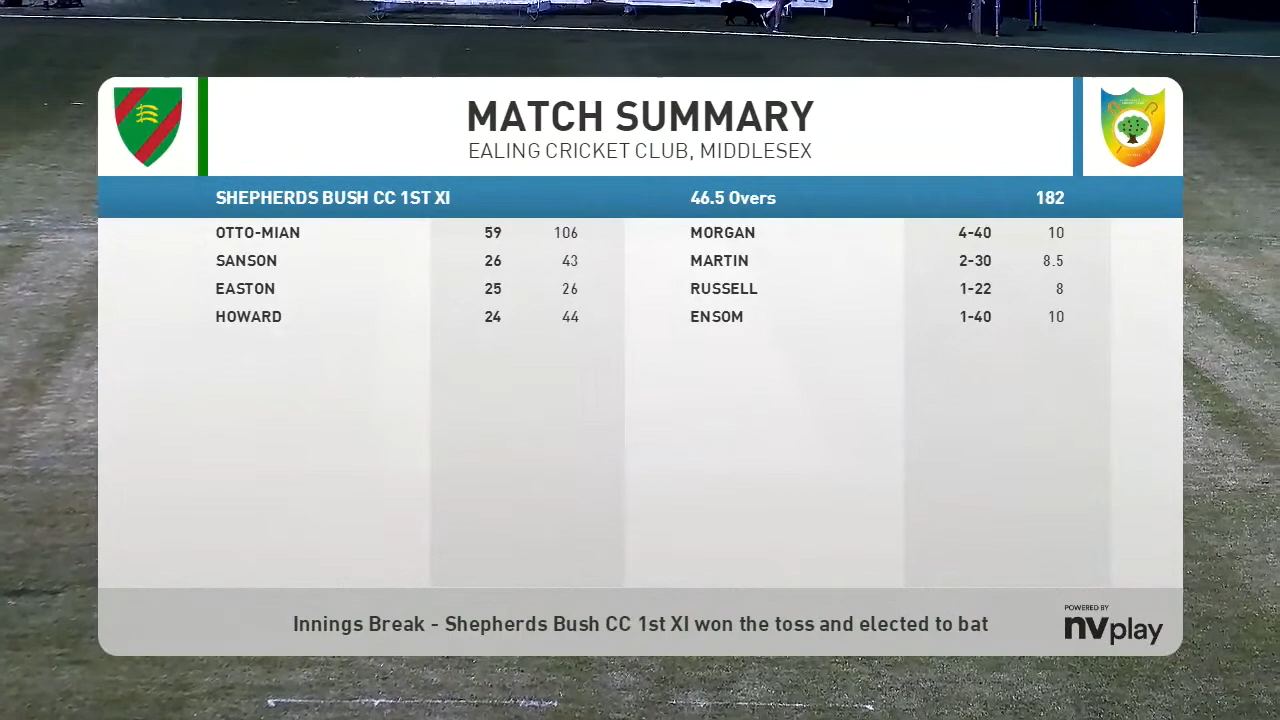 MATCH SUMMARY
EALING CRICKET CLUB, MIDDLESEX
SHEPHERDS BUSH CC 1ST XI 46.5 Overs 182
OTTO-MIAN 59 106 MORGAN 4-40 10
SANSON 26 43 MARTIN 2-30 8.5
EASTON 25 26 RUSSELL 1-22 8
HOWARD 24 44 ENSOM 1-40 10
Innings Break - Shepherds Bush CC 1st XI won the toss and elected to bat
POWERED BY
nvplay